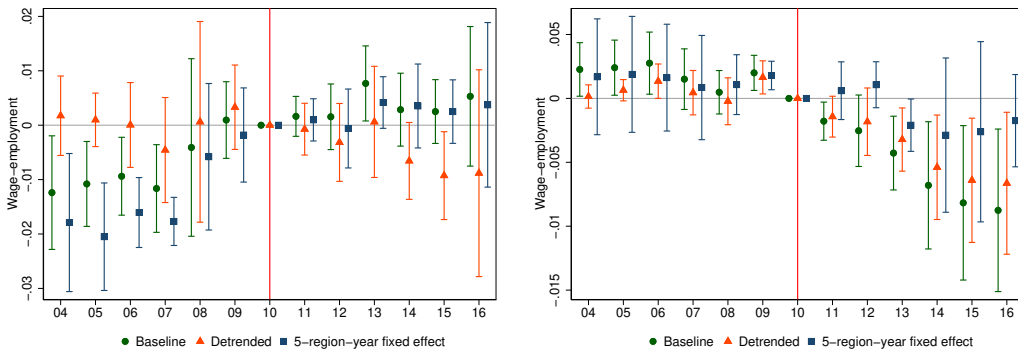 Wage-employment
.02
.01
0
-.01
-.02
-.03
04 05 06 07 08 09 10 11 12 13 14 15 16
Baseline Detrended 5-region-year fixed effect
Wage-employment
.005
0
-.005
-.01
-.015
04 05 06 07 08 09 10 11 12 13 14 15 16
Baseline Detrended 5-region-year fixed effect